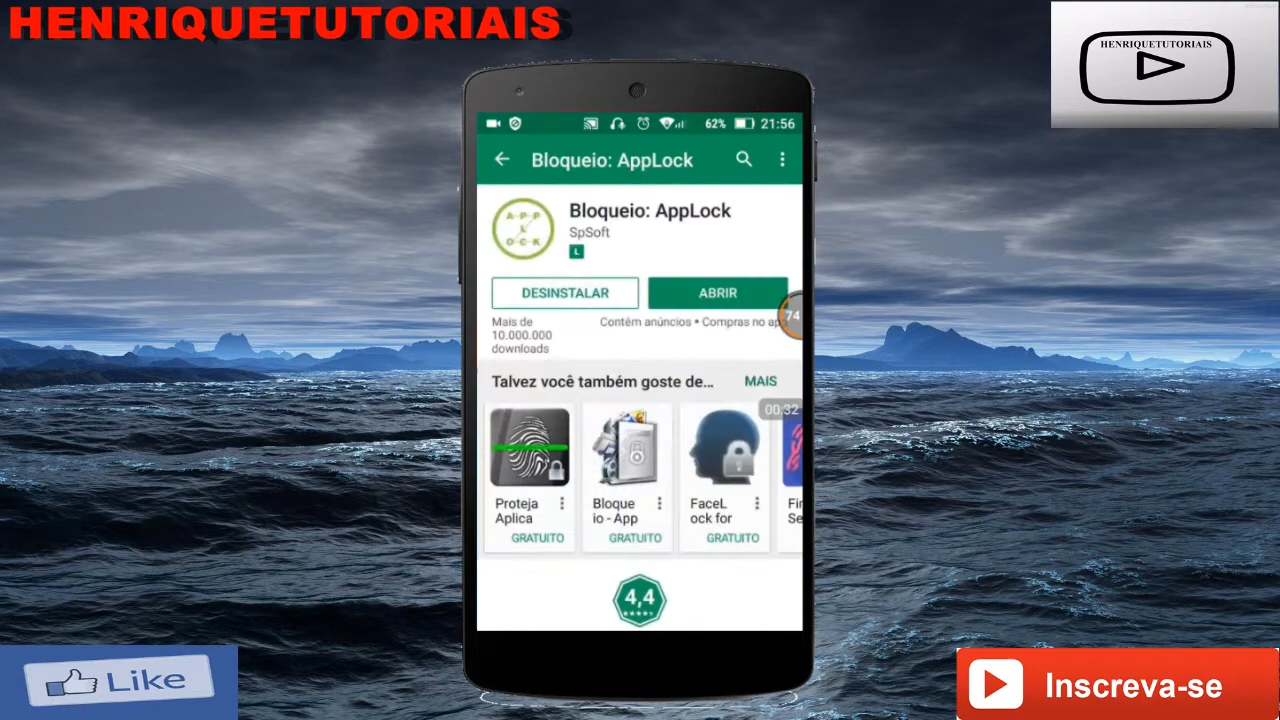 HENRIQUETUTORIAIS
HENRIQUETUTORIAIS
62% 21:56
Bloqueio: AppLock
A-P-P
L
O-C-K
Bloqueio: AppLock
SpSoft
L
DESINSTALAR
ABRIR
74
Mais de
10.000.000
downloads
Contém anúncios • Compras no ap
Talvez você também goste de...
MAIS
00:32
Proteja
Aplica
GRATUITO
Bloque
io - App
GRATUITO
FaceL
ock for
GRATUITO
Fin
Se
4,4
Like
Inscreva-se